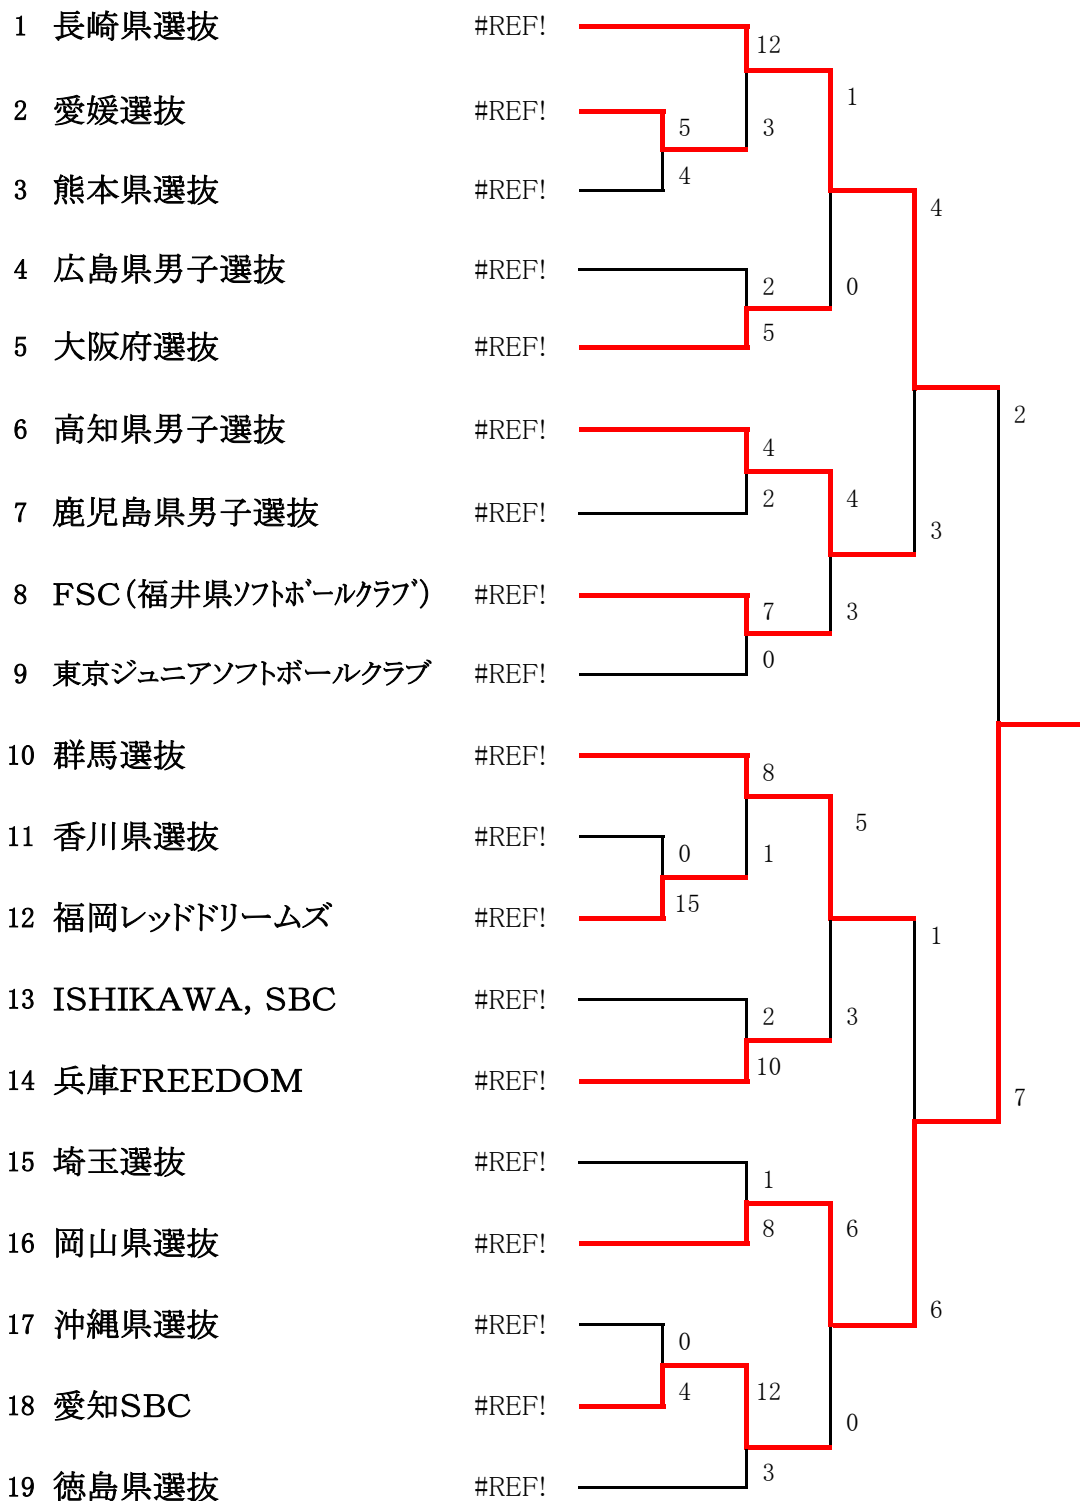 1 長崎県選抜 #REF!
12
2 愛媛選抜 #REF!
1
5
3
4
3 熊本県選抜 #REF!
4
4 広島県男子選抜 #REF!
2
0
5
5 大阪府選抜 #REF!
2
6 高知県男子選抜 #REF!
4
2
4
7 鹿児島県男子選抜 #REF!
3
8 FSC(福井県ソフトボールクラブ) #REF!
7
3
0
9 東京ジュニアソフトボールクラブ #REF!
10 群馬選抜 #REF!
8
5
11 香川県選抜 #REF!
0
1
15
12 福岡レッドドリームズ #REF!
1
13 ISHIKAWA, SBC #REF!
2
3
10
14 兵庫FREEDOM #REF!
7
15 埼玉選抜 #REF!
1
8
6
16 岡山県選抜 #REF!
6
17 沖縄県選抜 #REF!
0
4
12
18 愛知SBC #REF!
0
3
19 徳島県選抜 #REF!